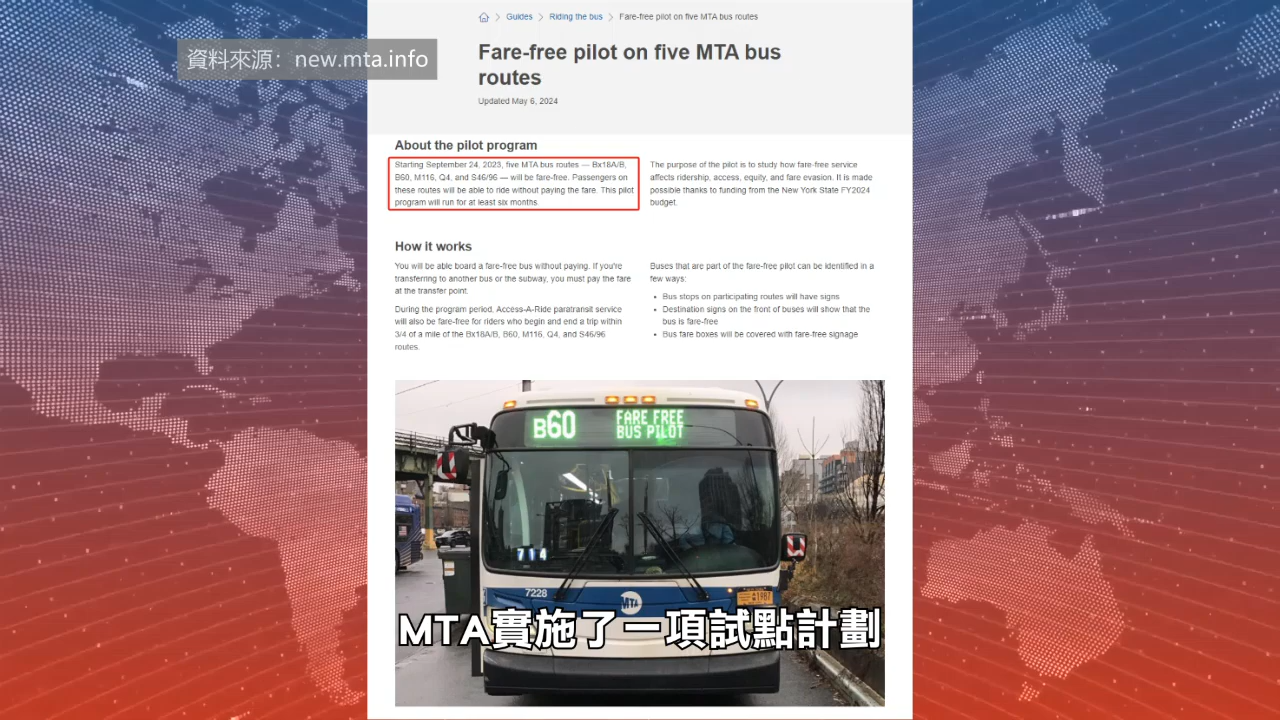 Guides
Riding the bus
Fare-free pilot on five MTA bus routes
資料來源：new.mta.info
Fare-free pilot on five MTA bus
routes
Updated May 6, 2024
About the pilot program
Starting September 24, 2023, five MTA bus routes — Bx18A/B,
B60, M116, Q4, and S46/96 — will be fare-free. Passengers on
these routes will be able to ride without paying the fare. This pilot
program will run for at least six months.
The purpose of the pilot is to study how fare-free service
affects ridership, access, equity, and fare evasion. It is made
possible thanks to funding from the New York State FY2024
budget.
How it works
You will be able board a fare-free bus without paying. If you're
transferring to another bus or the subway, you must pay the fare
at the transfer point.
During the program period, Access-A-Ride paratransit service
will also be fare-free for riders who begin and end a trip within
3/4 of a mile of the Bx18A/B, B60, M116, Q4, and S46/96
routes.
Buses that are part of the fare-free pilot can be identified in a
few ways:
• Bus stops on participating routes will have signs
• Destination signs on the front of buses will show that the
bus is fare-free
• Bus fare boxes will be covered with fare-free signage
B60
FARE FREE
BUS PILOT
714
7228
MTA
MTA實施了一項試點計劃